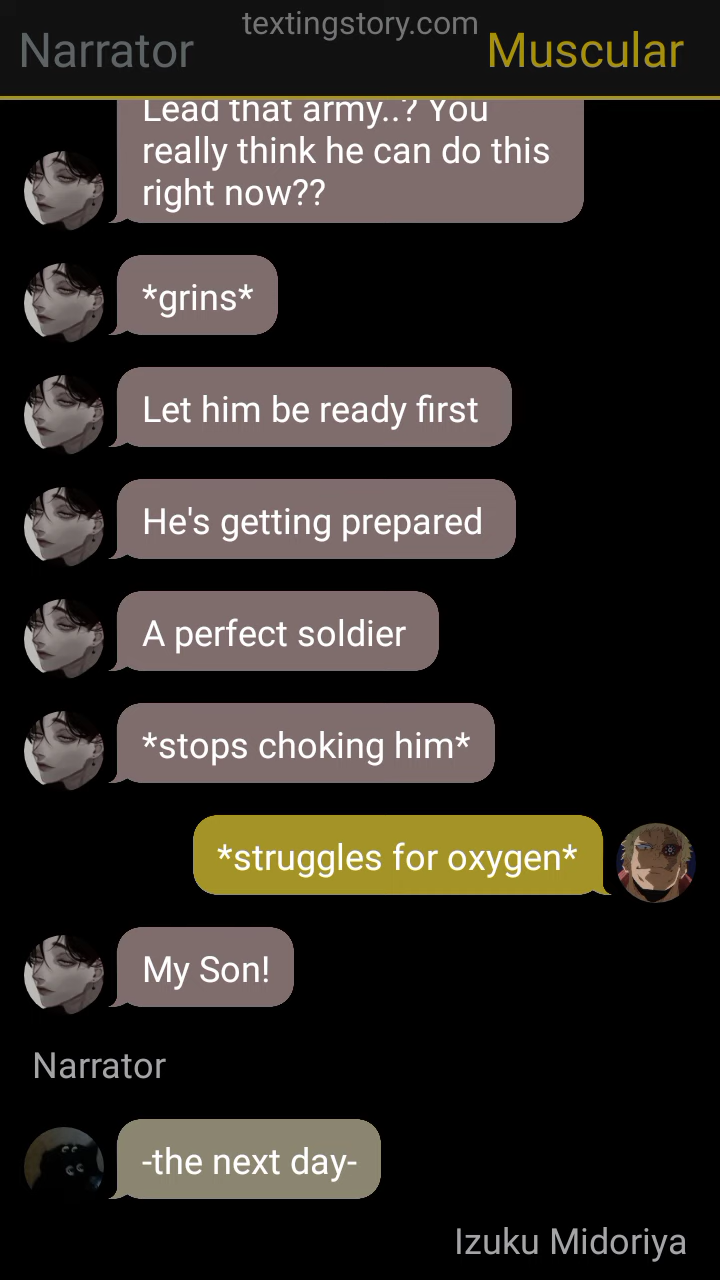 textingstory.com
Narrator
Muscular
Lead that army..? You
really think he can do this
right now??
*grins*
Let him be ready first
He's getting prepared
A perfect soldier
*stops choking him*
*struggles for oxygen*
My Son!
Narrator
-the next day-
Izuku Midoriya